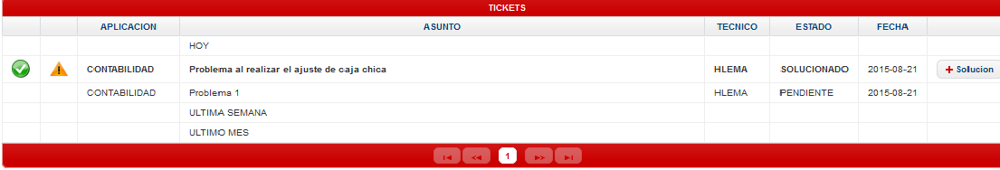 TICKETS
APLICACION ASUNTO TECNICO ESTADO FECHA
HOY
CONTABILIDAD Problema al realizar el ajuste de caja chica HLEMA SOLUCIONADO 2015-08-21 Solucion
CONTABILIDAD Problema 1 HLEMA PENDIENTE 2015-08-21
ULTIMA SEMANA
ULTIMO MES
1